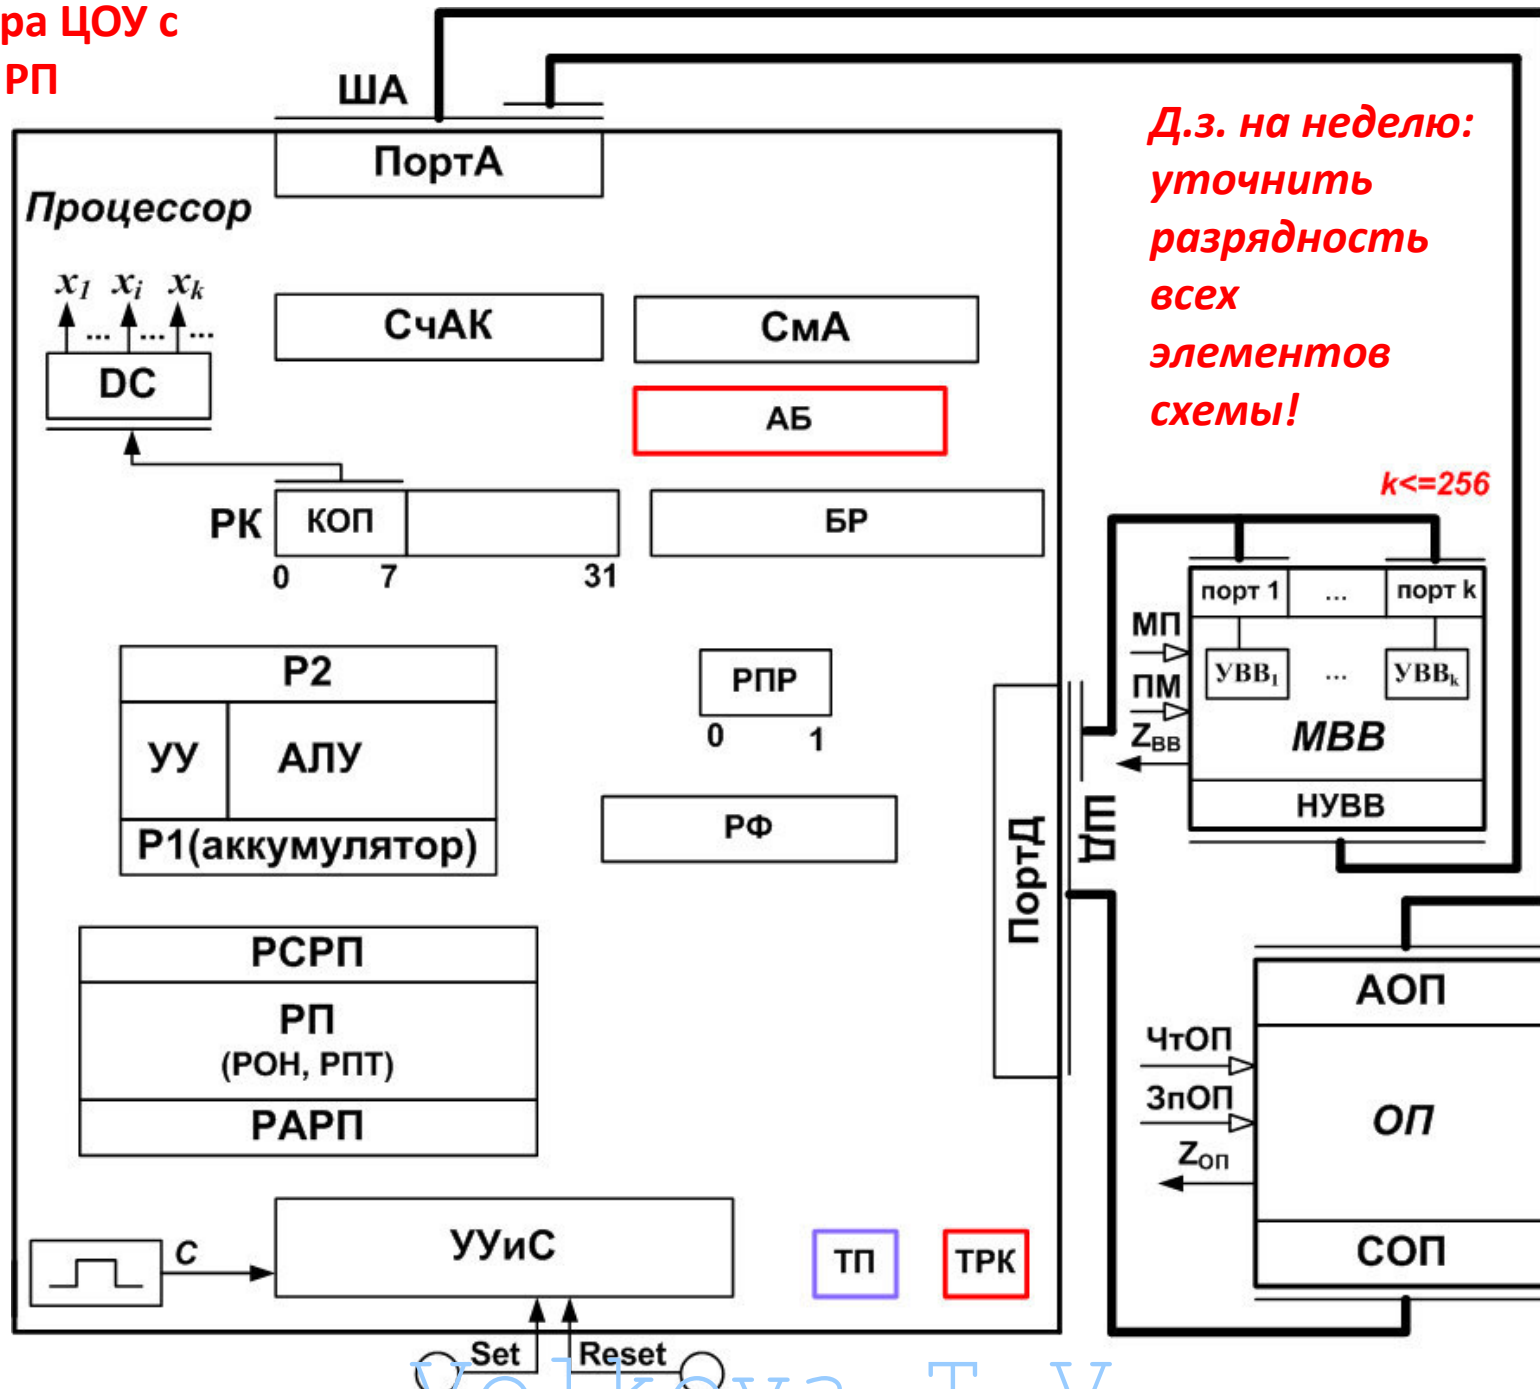 ра ЦОУ с
РП
ША
ПортА
Процессор
Д.з. на неделю:
уточнить
разрядность
всех
элементов
схемы!
x1 xi xk
... ... ...
DC
СчАК
СмА
АБ
k<=256
РК
КОП
БР
0 7 31
порт 1 ... порт k
МП
ПМ
ZВВ
УВВ1 ... УВВk
МВВ
НУВВ
Р2
УУ
АЛУ
Р1(аккумулятор)
РПР
0 1
РФ
ПортД
ШД
РСРП
РП
(РОН, РПТ)
РАРП
АОП
ЧтОП
ЗпОП
ZОП
ОП
СОП
C
УУиС
ТП
ТРК
Set
Reset
Volkova T V